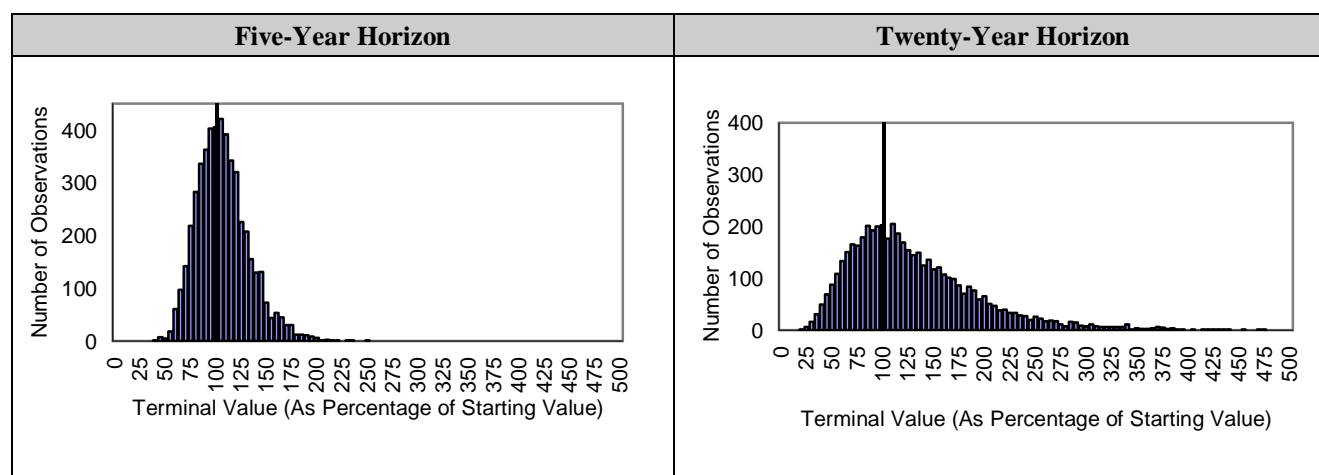 Five-Year Horizon
Number of Observations
400
300
200
100
0
0 25 50 75 100 125 150 175 200 225 250 275 300 325 350 375 400 425 450 475 500
Terminal Value (As Percentage of Starting Value)
Twenty-Year Horizon
Number of Observations
400
300
200
100
0
0 25 50 75 100 125 150 175 200 225 250 275 300 325 350 375 400 425 450 475 500
Terminal Value (As Percentage of Starting Value)